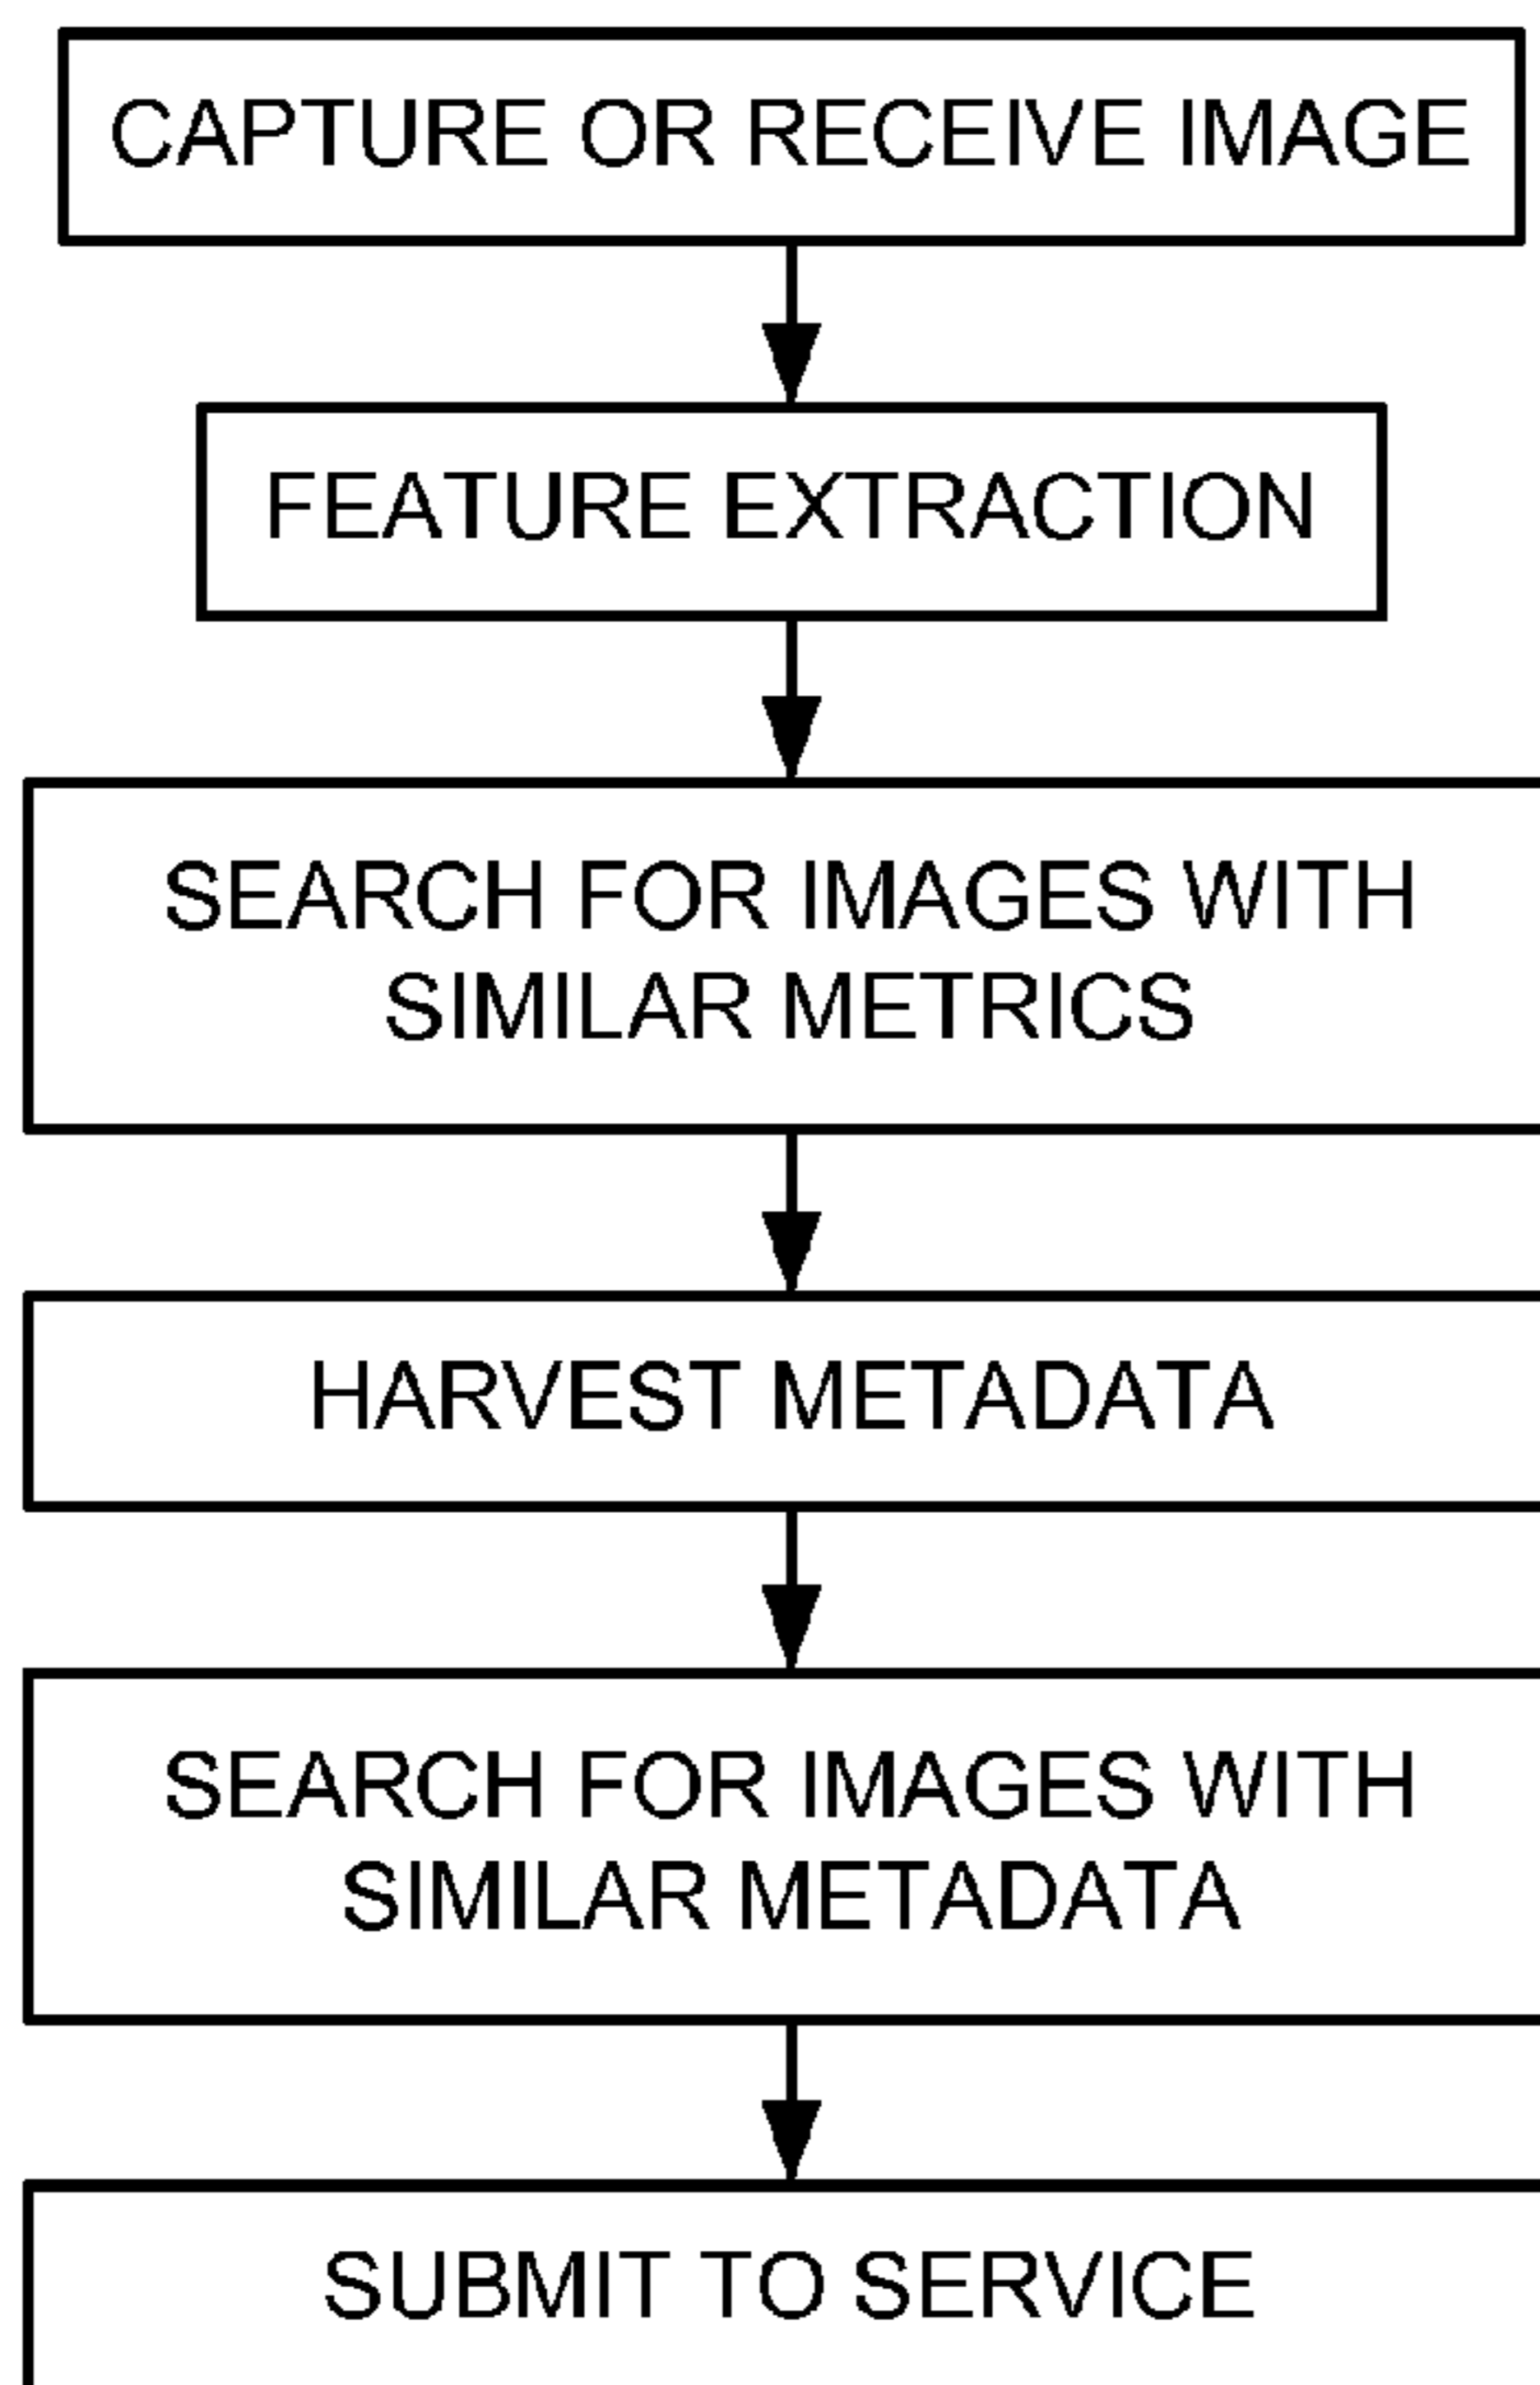 CAPTURE OR RECEIVE IMAGE
FEATURE EXTRACTION
SEARCH FOR IMAGES WITH
SIMILAR METRICS
HARVEST METADATA
SEARCH FOR IMAGES WITH
SIMILAR METADATA
SUBMIT TO SERVICE